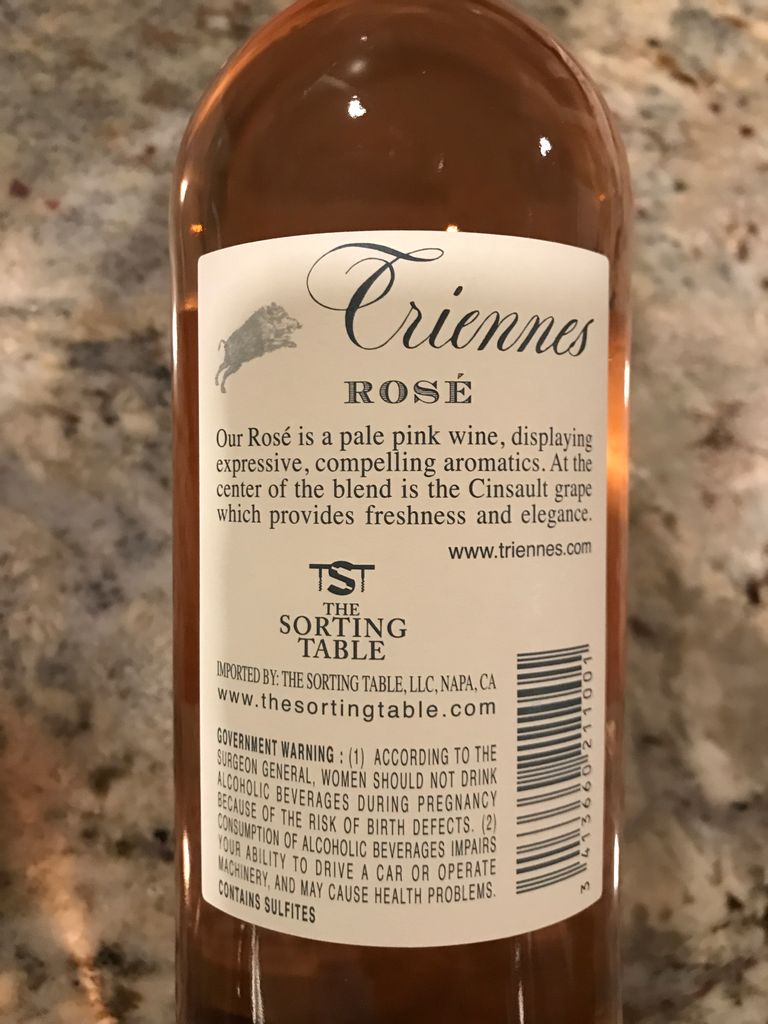 Triennes
ROSÉ
Our Rosé is a pale pink wine, displaying
expressive, compelling aromatics. At the
center of the blend is the Cinsault grape
which provides freshness and elegance.
www.triennes.com
TST
THE
SORTING
TABLE
IMPORTED BY: THE SORTING TABLE, LLC, NAPA, CA
www.thesortingtable.com
GOVERNMENT WARNING : (1) ACCORDING TO THE
SURGEON GENERAL, WOMEN SHOULD NOT DRINK
ALCOHOLIC BEVERAGES DURING PREGNANCY
BECAUSE OF THE RISK OF BIRTH DEFECTS. (2)
CONSUMPTION OF ALCOHOLIC BEVERAGES IMPAIRS
YOUR ABILITY TO DRIVE A CAR OR OPERATE
MACHINERY, AND MAY CAUSE HEALTH PROBLEMS.
CONTAINS SULFITES
3 413660 211001